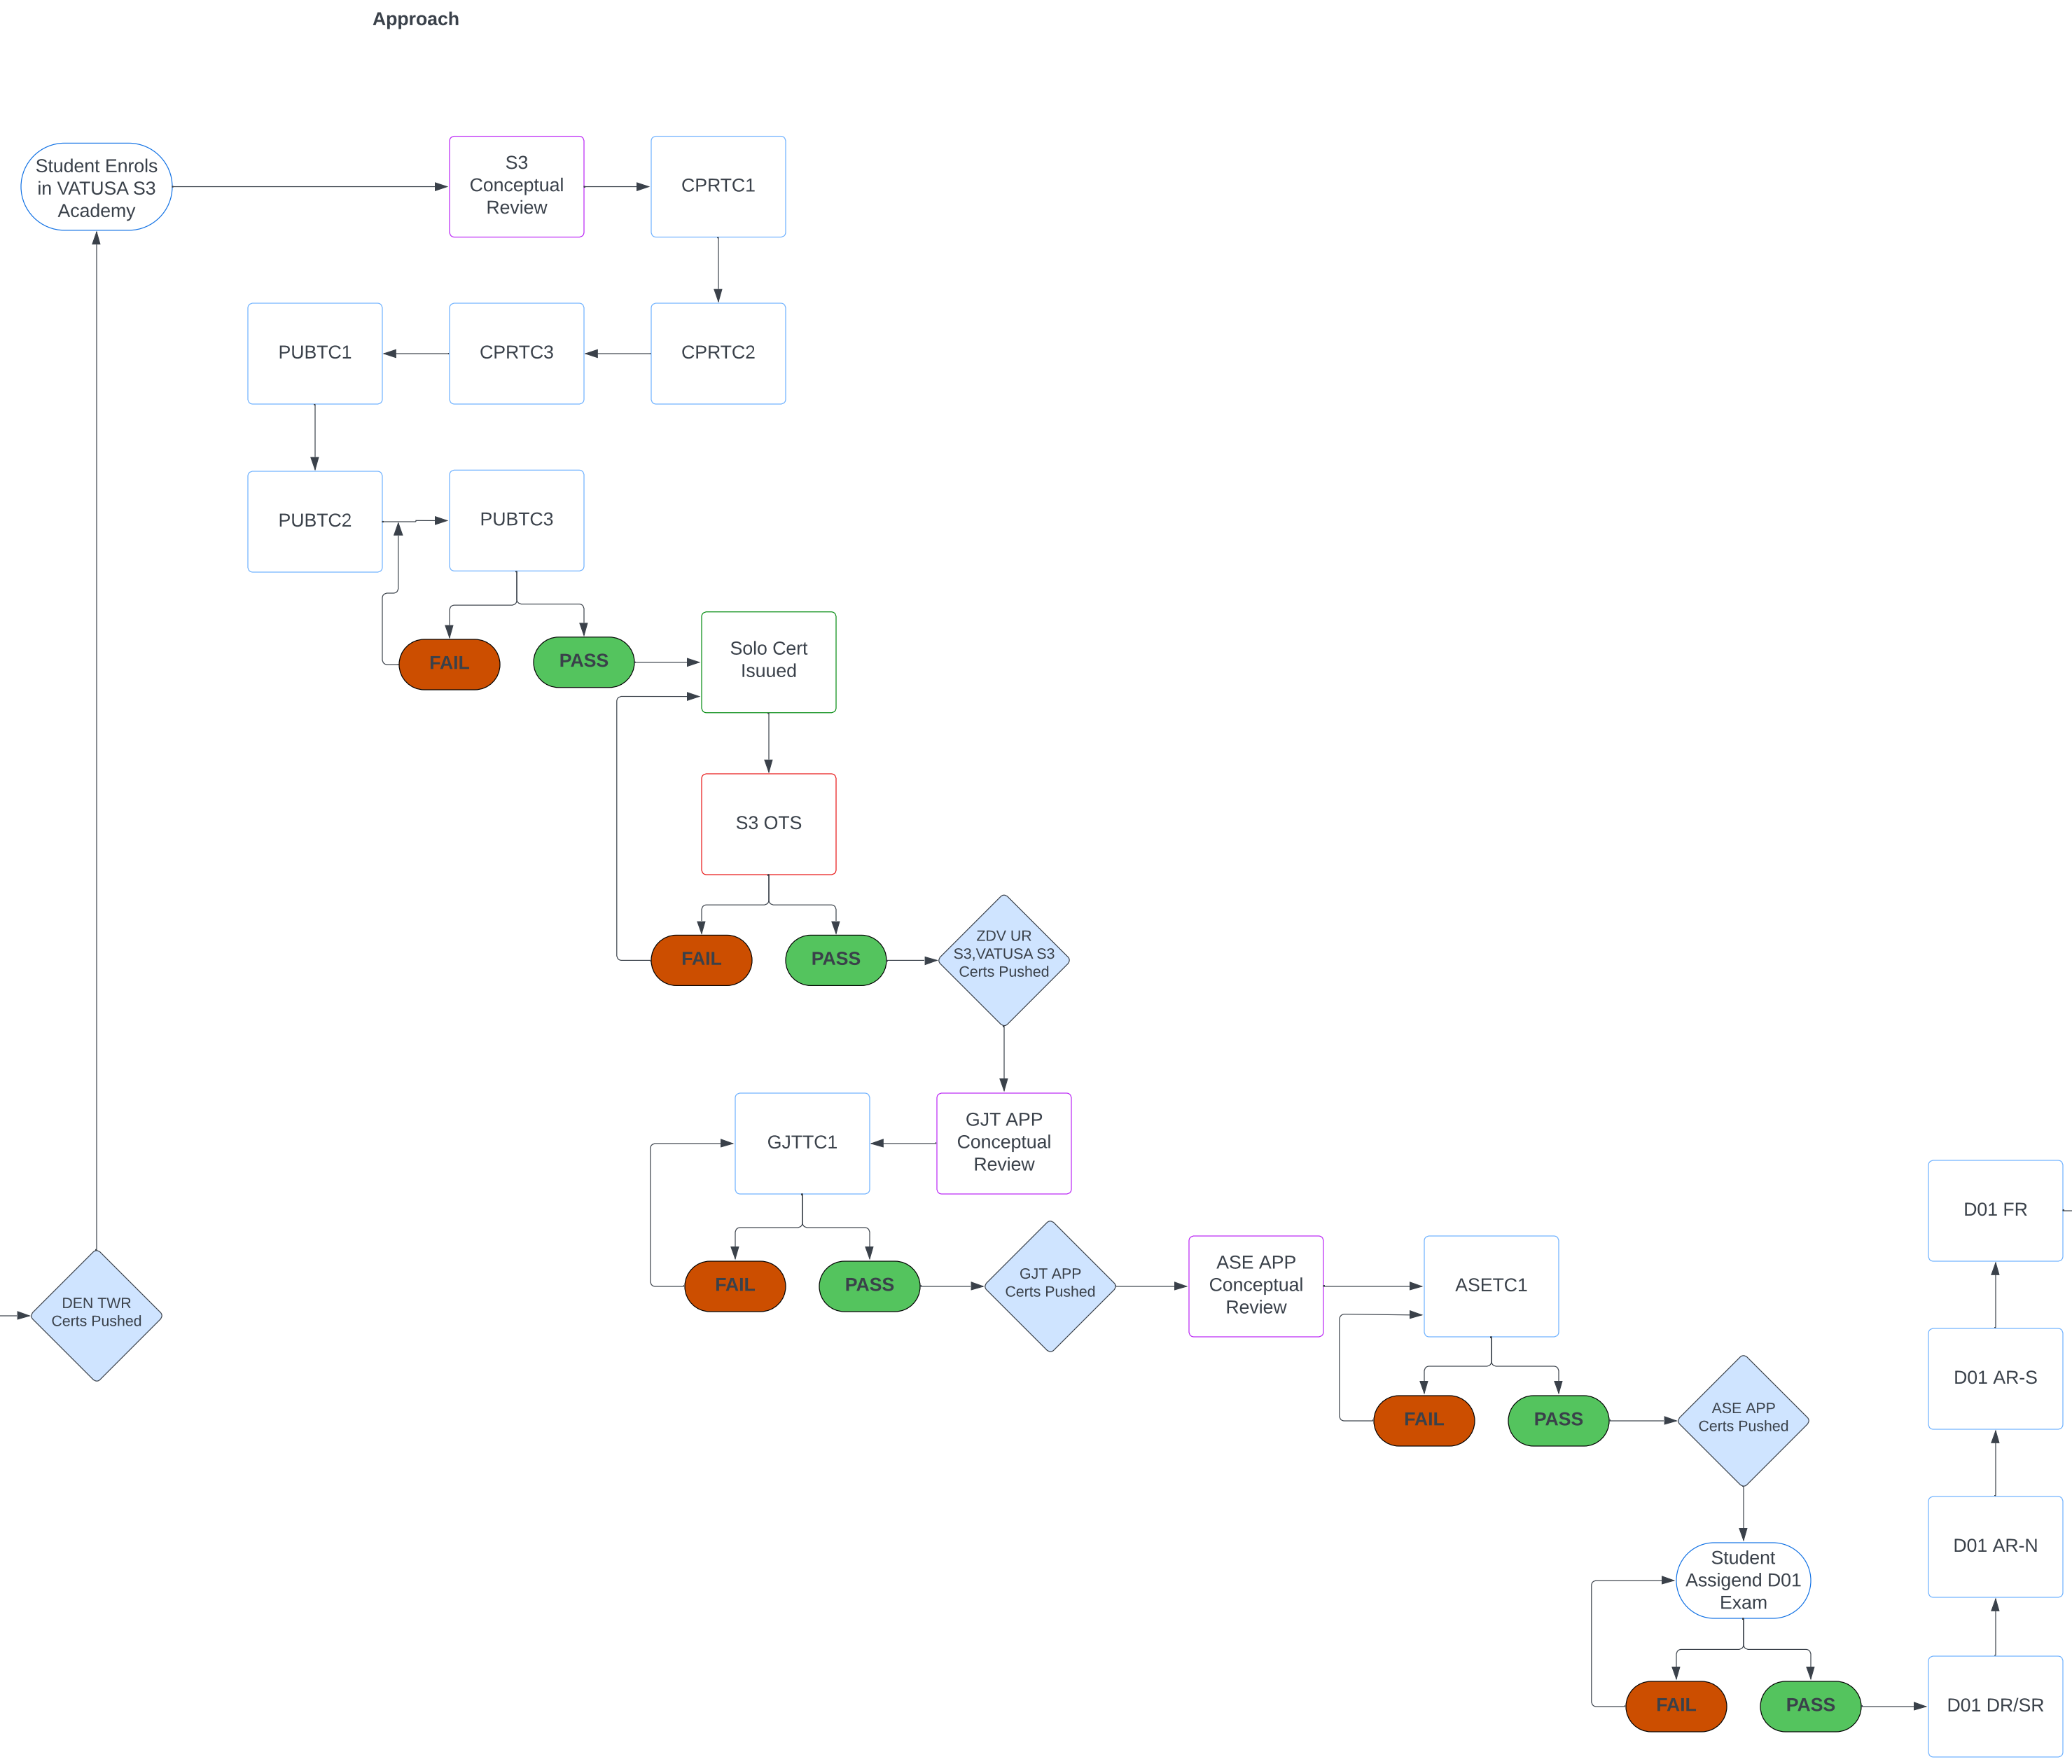 Approach
Student Enrols
in VATUSA S3
Academy
S3
Conceptual
Review
CPRTC1
PUBTC1
CPRTC3
CPRTC2
PUBTC2
PUBTC3
FAIL
PASS
Solo Cert
Isuued
S3 OTS
FAIL
PASS
ZDV UR
S3,VATUSA S3
Certs Pushed
GJTTC1
GJT APP
Conceptual
Review
FAIL
PASS
GJT APP
Certs Pushed
ASE APP
Conceptual
Review
ASETC1
D01 FR
DEN TWR
Certs Pushed
FAIL
PASS
ASE APP
Certs Pushed
D01 AR-S
Student
Assigend D01
Exam
D01 AR-N
FAIL
PASS
D01 DR/SR